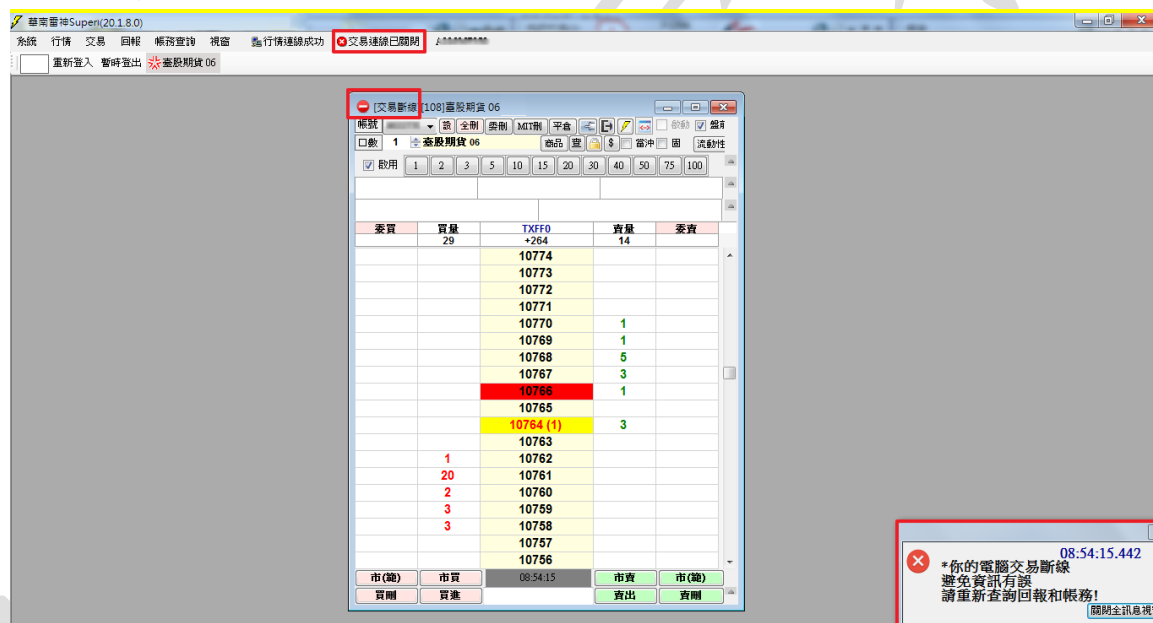 華南雷神Superi(20.1.8.0)
系統 行情 交易 回報 帳務查詢 視窗 行情連線成功 交易連線已關閉
重新登入 暫時登出 臺股期貨 06
[交易斷線][108]臺股期貨 06
帳號 設 全刪 委刪 MIT刪 平倉 啟動
口數 1 臺股期貨 06 商品 查 $ 當沖 固 流動性
啟用 1 2 3 5 10 15 20 30 40 50 75 100
委買 買量 TXFF0 賣量 委賣
29 +264 14
10774
10773
10772
10771
10770 1
10769 1
10768 5
10767 3
10766 1
10765
10764 (1) 3
10763
1 10762
20 10761
2 10760
3 10759
3 10758
10757
10756
市(範) 市買 08:54:15 市賣 市(範)
買刪 買進 賣出 賣刪
08:54:15.442
*你的電腦交易斷線
避免資訊有誤
請重新查詢回報和帳務!
關閉全訊息視